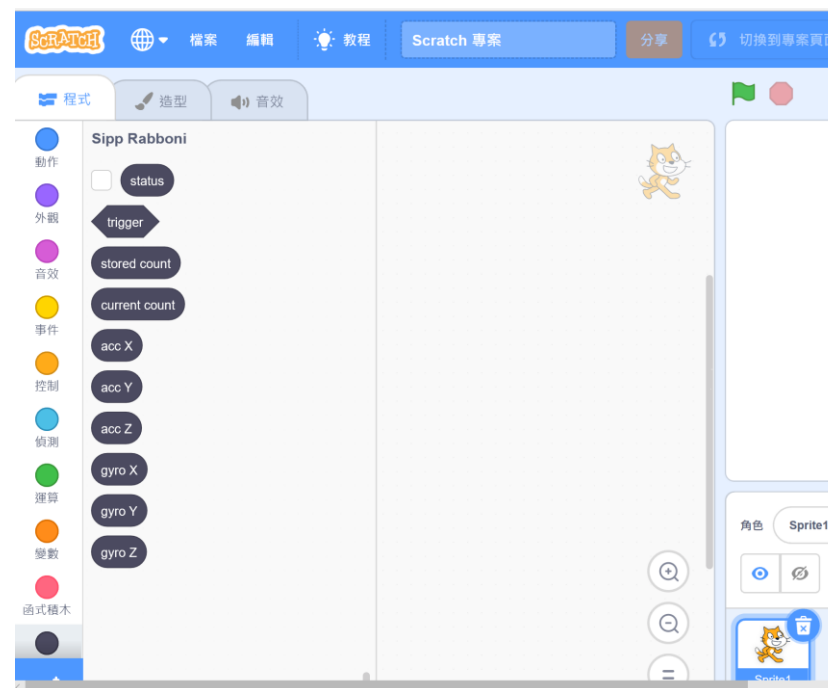 SCRATCH 檔案 編輯 教程 Scratch 專案 分享 切換到專案頁面
程式 造型 音效
Sipp Rabboni
動作
status
外觀
trigger
音效
stored count
事件
current count
控制
acc X
acc Y
偵測
acc Z
運算
gyro X
gyro Y
變數
gyro Z
函式積木
角色 Sprite1
Sprite1